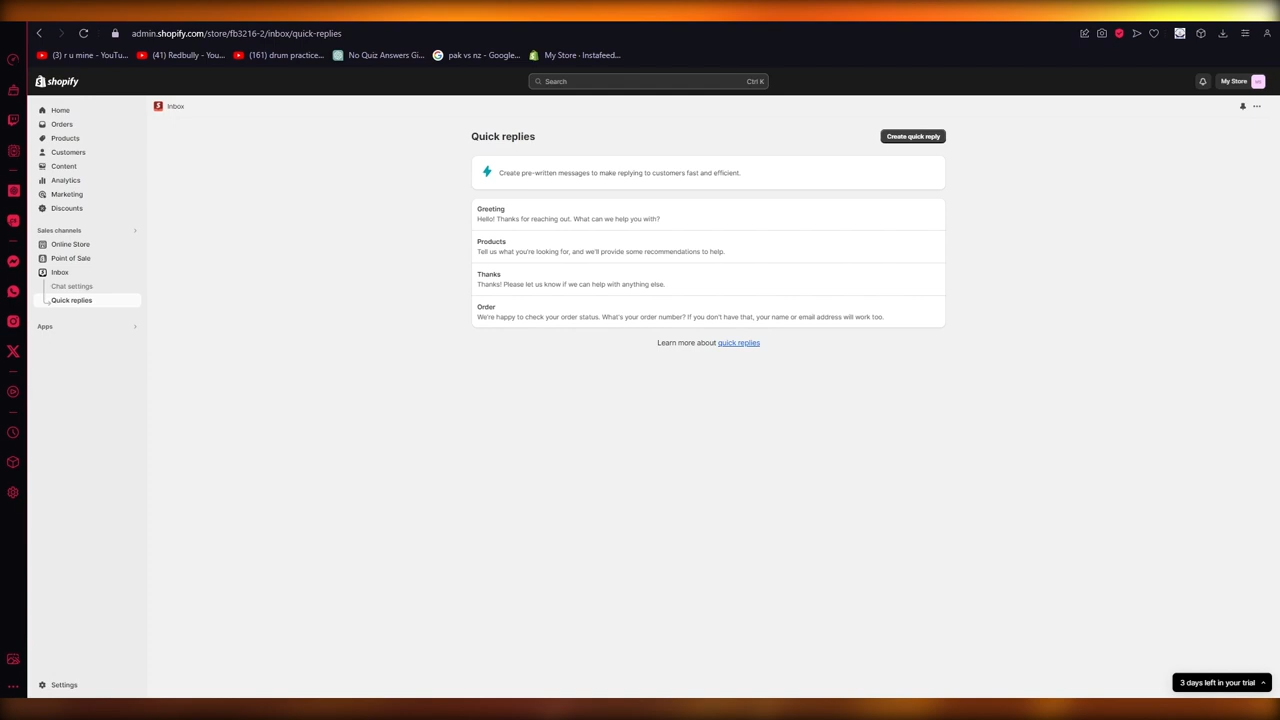 admin.shopify.com/store/fb3216-2/inbox/quick-replies
(3) r u mine - YouTu...
(41) Redbully - YouT...
(161) drum practice...
No Quiz Answers Gi...
pak vs nz - Google...
My Store · Instafeed...
shopify
Search
Ctrl K
My Store
Home
Orders
Products
Customers
Content
Analytics
Marketing
Discounts
Sales channels
Online Store
Point of Sale
Inbox
Chat settings
Quick replies
Apps
Settings
Inbox
Quick replies
Create quick reply
Create pre-written messages to make replying to customers fast and efficient.
Greeting
Hello! Thanks for reaching out. What can we help you with?
Products
Tell us what you're looking for, and we'll provide some recommendations to help.
Thanks
Thanks! Please let us know if we can help with anything else.
Order
We're happy to check your order status. What's your order number? If you don't have that, your name or email address will work too.
Learn more about quick replies
3 days left in your trial